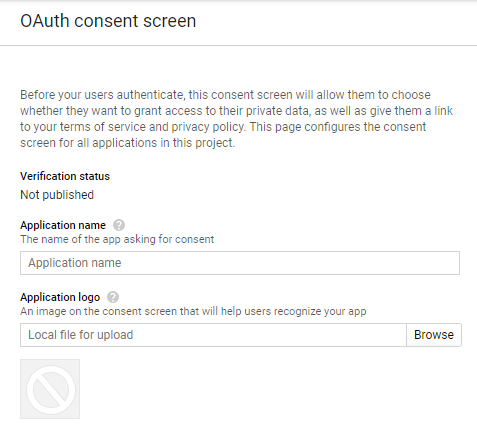 OAuth consent screen
Before your users authenticate, this consent screen will allow them to choose
whether they want to grant access to their private data, as well as give them a link
to your terms of service and privacy policy. This page configures the consent
screen for all applications in this project.
Verification status
Not published
Application name ?
The name of the app asking for consent
Application name
Application logo ?
An image on the consent screen that will help users recognize your app
Local file for upload Browse